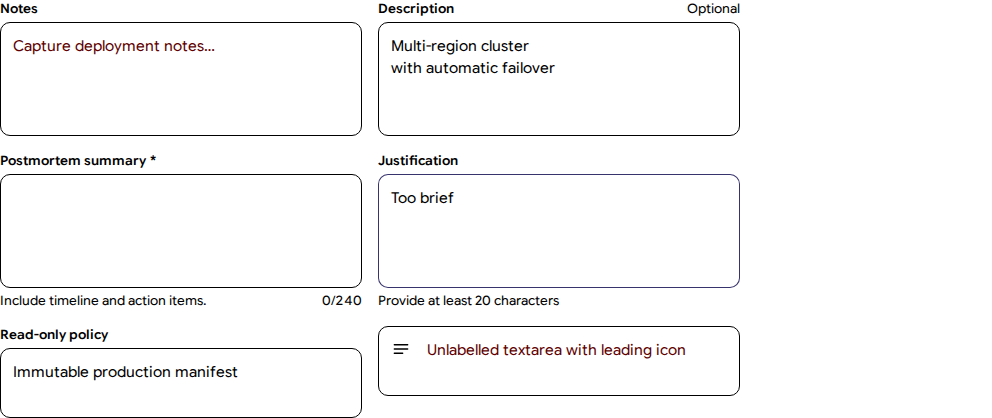 Notes
Capture deployment notes...
Description
Optional
Multi-region cluster
with automatic failover
Postmortem summary *
Include timeline and action items.
0/240
Justification
Too brief
Provide at least 20 characters
Read-only policy
Immutable production manifest
Unlabelled textarea with leading icon